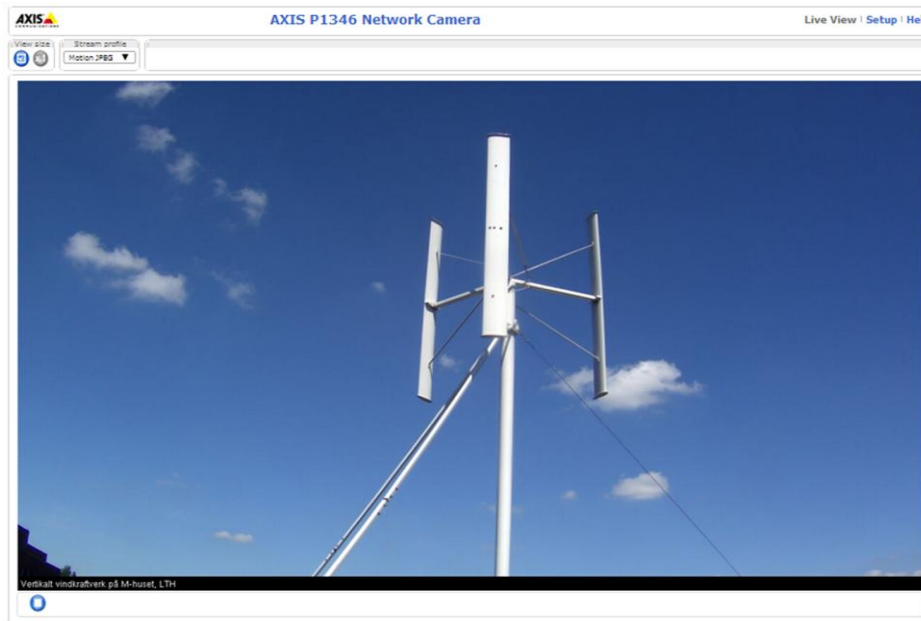 AXIS
COMMUNICATIONS
AXIS P1346 Network Camera
Live View | Setup | He
View size
Stream profile
Motion JPEG ▼
Vertikalt vindkraftverk på M-huset, LTH